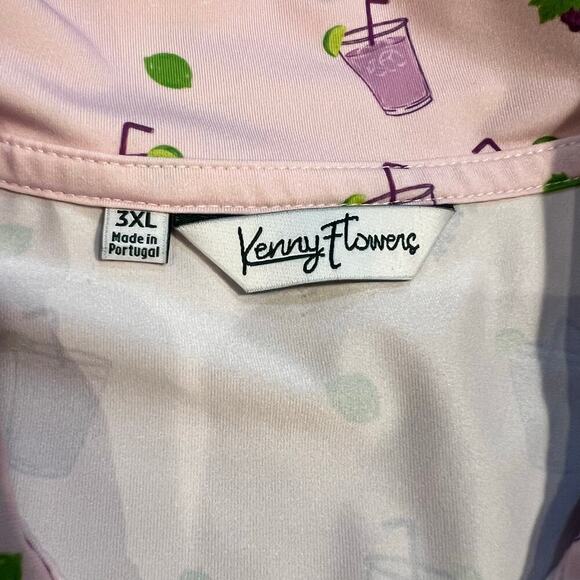 3XL
Made in
Portugal
Kenny Flowers